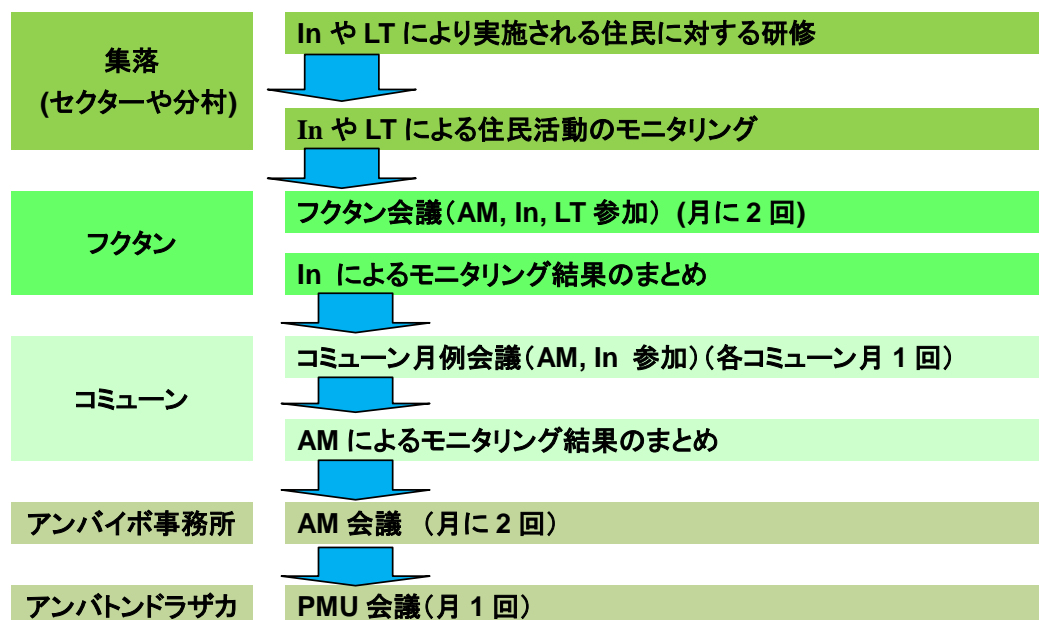 集落
(セクターや分村)
In や LT により実施される住民に対する研修
In や LT による住民活動のモニタリング
フクタン
フクタン会議（AM, In, LT 参加） (月に 2 回)
In によるモニタリング結果のまとめ
コミューン
コミューン月例会議（AM, In 参加）（各コミューン月 1 回）
AM によるモニタリング結果のまとめ
アンバイボ事務所
AM 会議 （月に 2 回）
アンバトンドラザカ
PMU 会議（月 1 回）